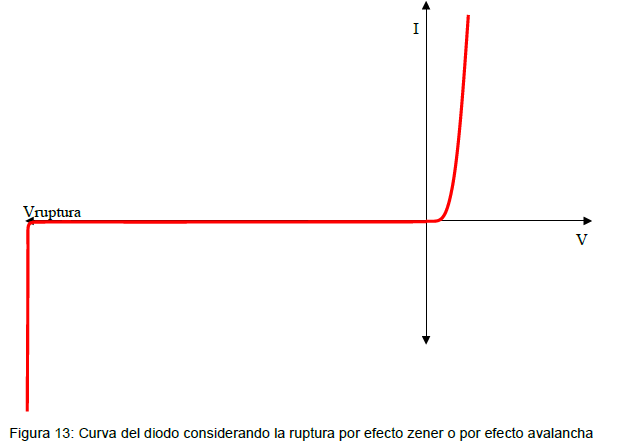 I
Vruptura
V
Figura 13: Curva del diodo considerando la ruptura por efecto zener o por efecto avalancha